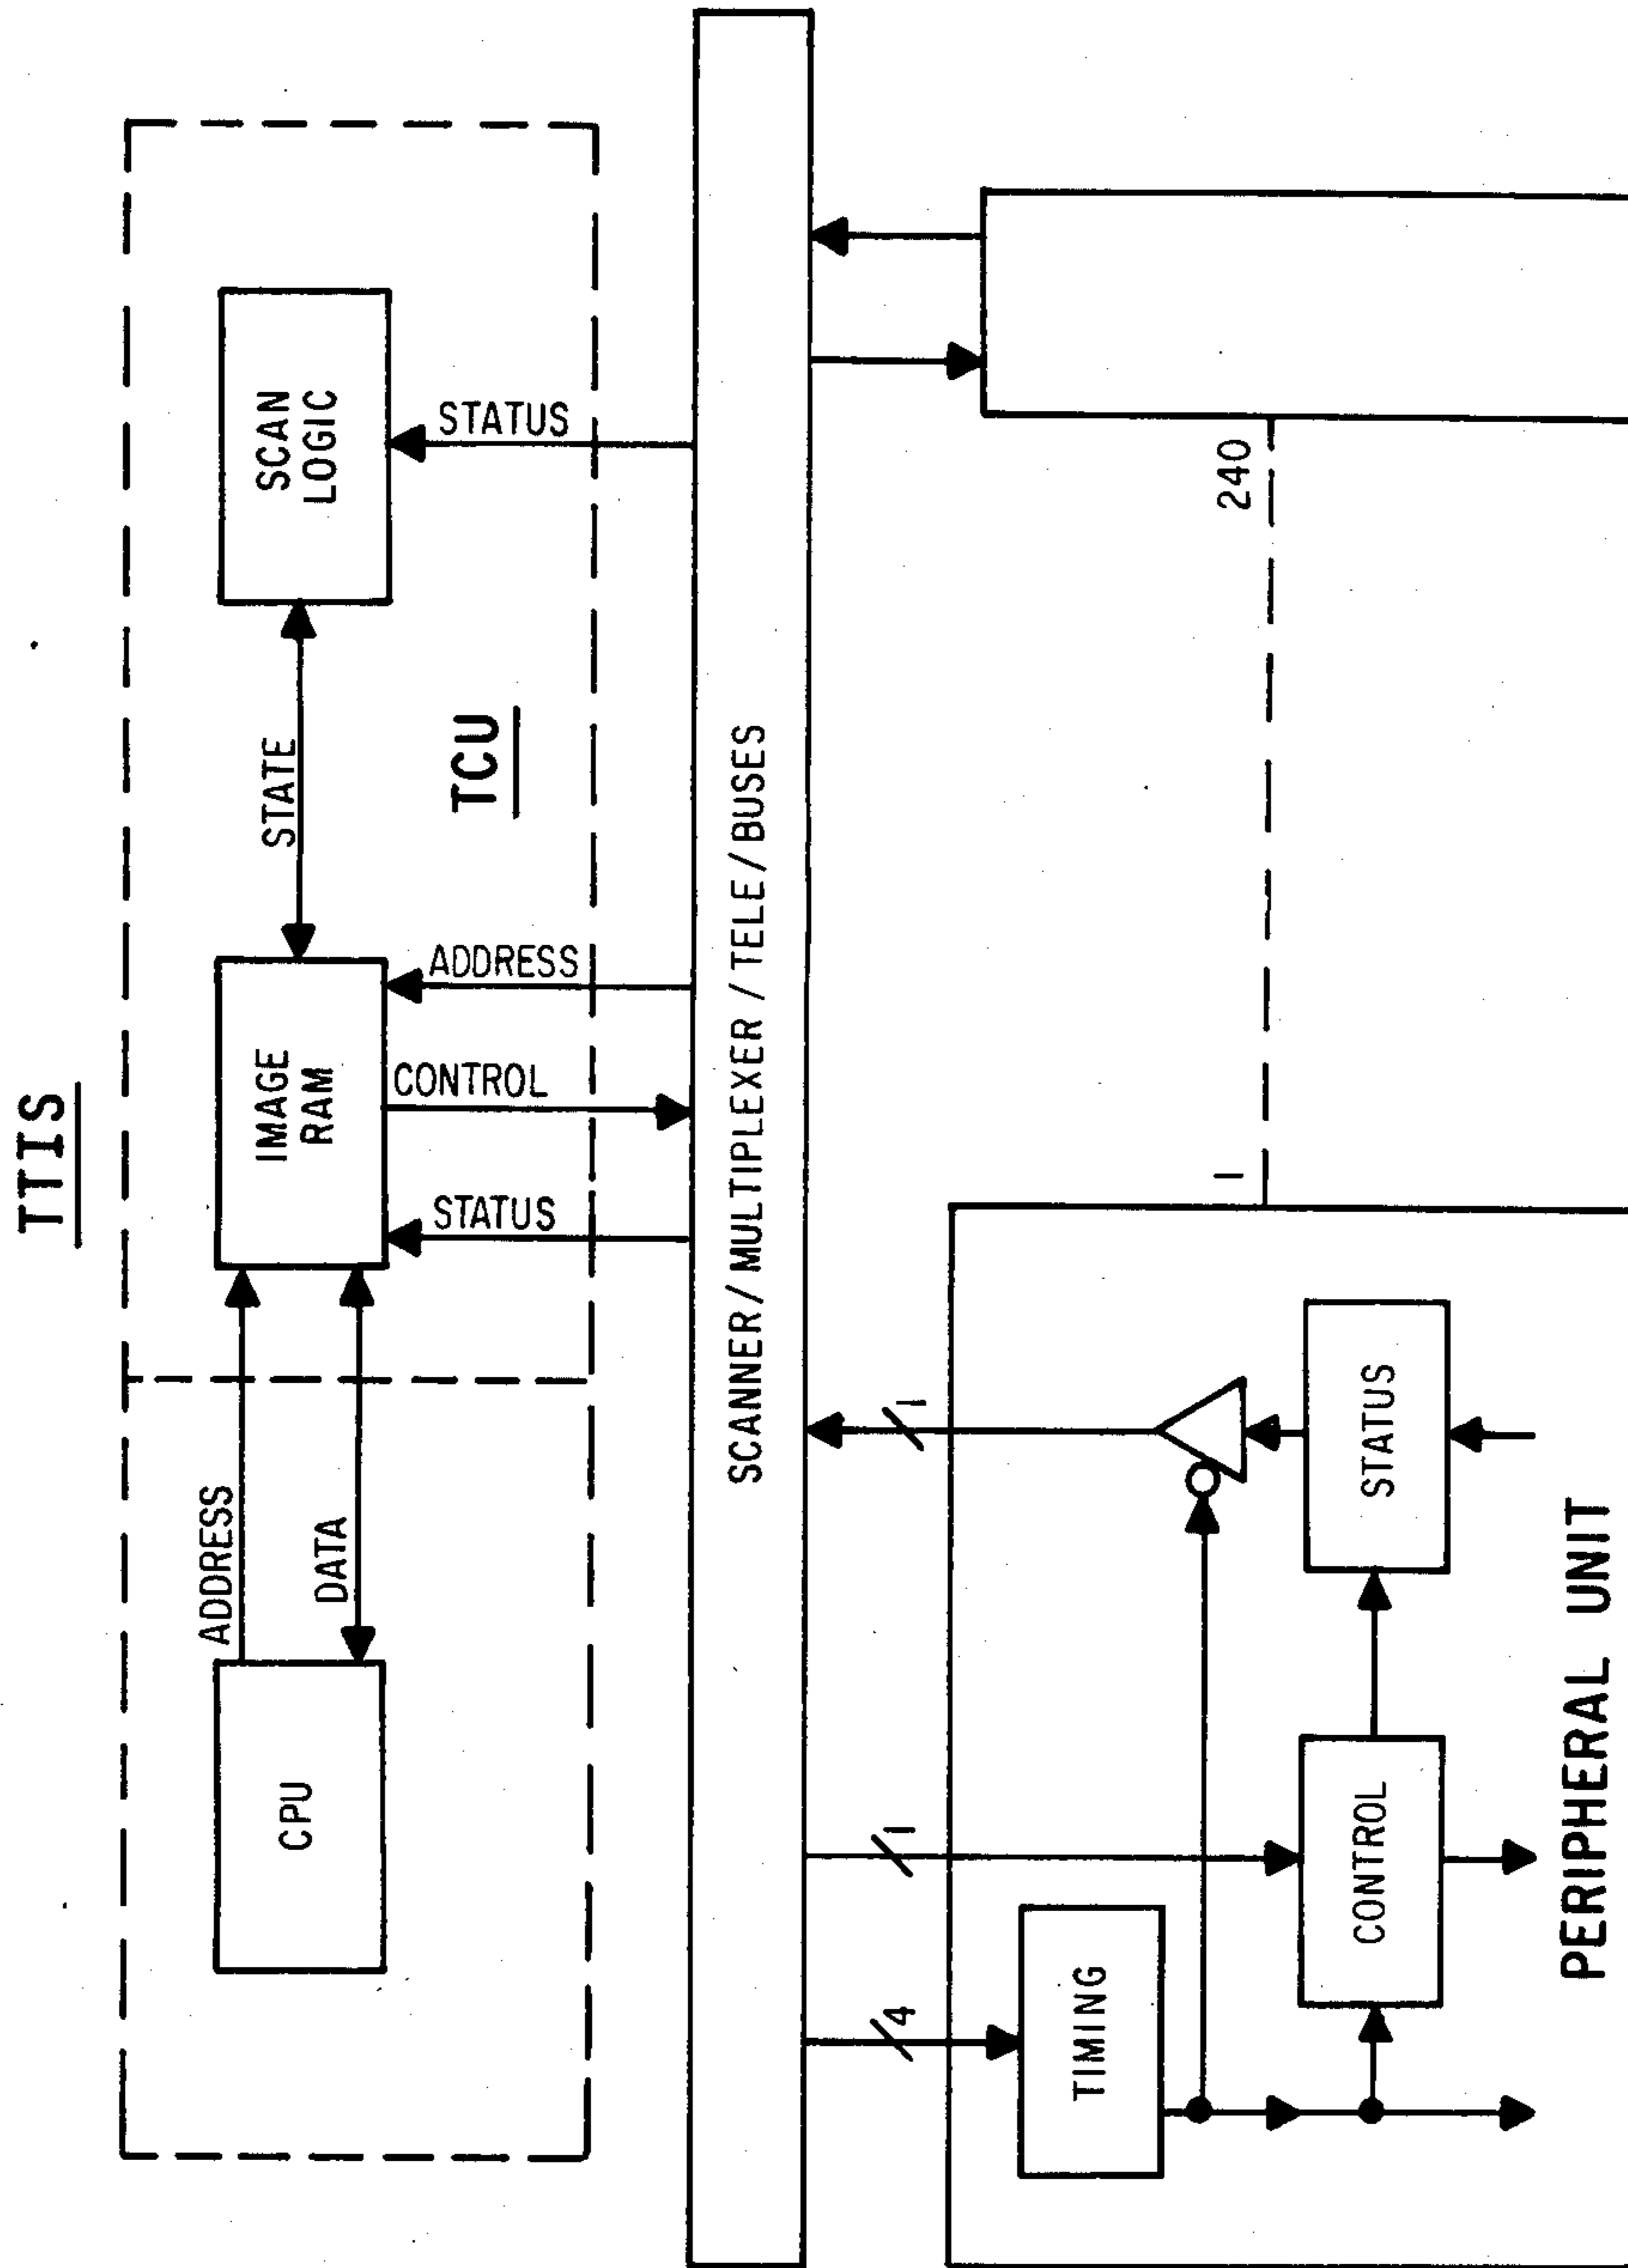 TTIS
CPU
ADDRESS
DATA
IMAGE
RAM
STATE
SCAN
LOGIC
STATUS
CONTROL
ADDRESS
STATUS
TCU
SCANNER/MULTIPLEXER/TELE/BUSES
4
1
1
TIMING
CONTROL
STATUS
1
240
PERIPHERAL UNIT